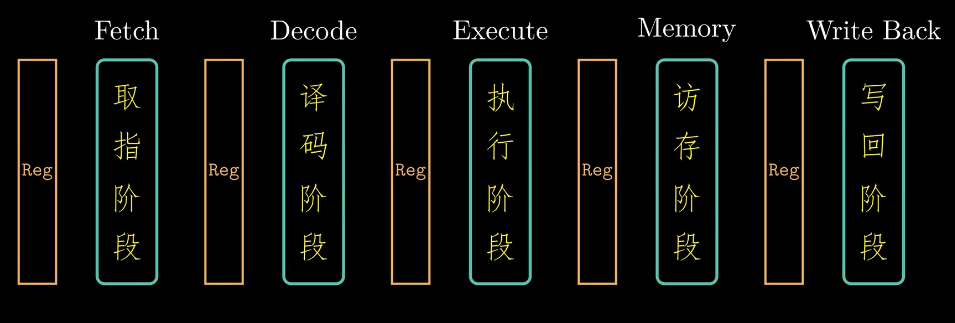 Fetch
Decode
Execute
Memory
Write Back
Reg
取指阶段
Reg
译码阶段
Reg
执行阶段
Reg
访存阶段
Reg
写回阶段